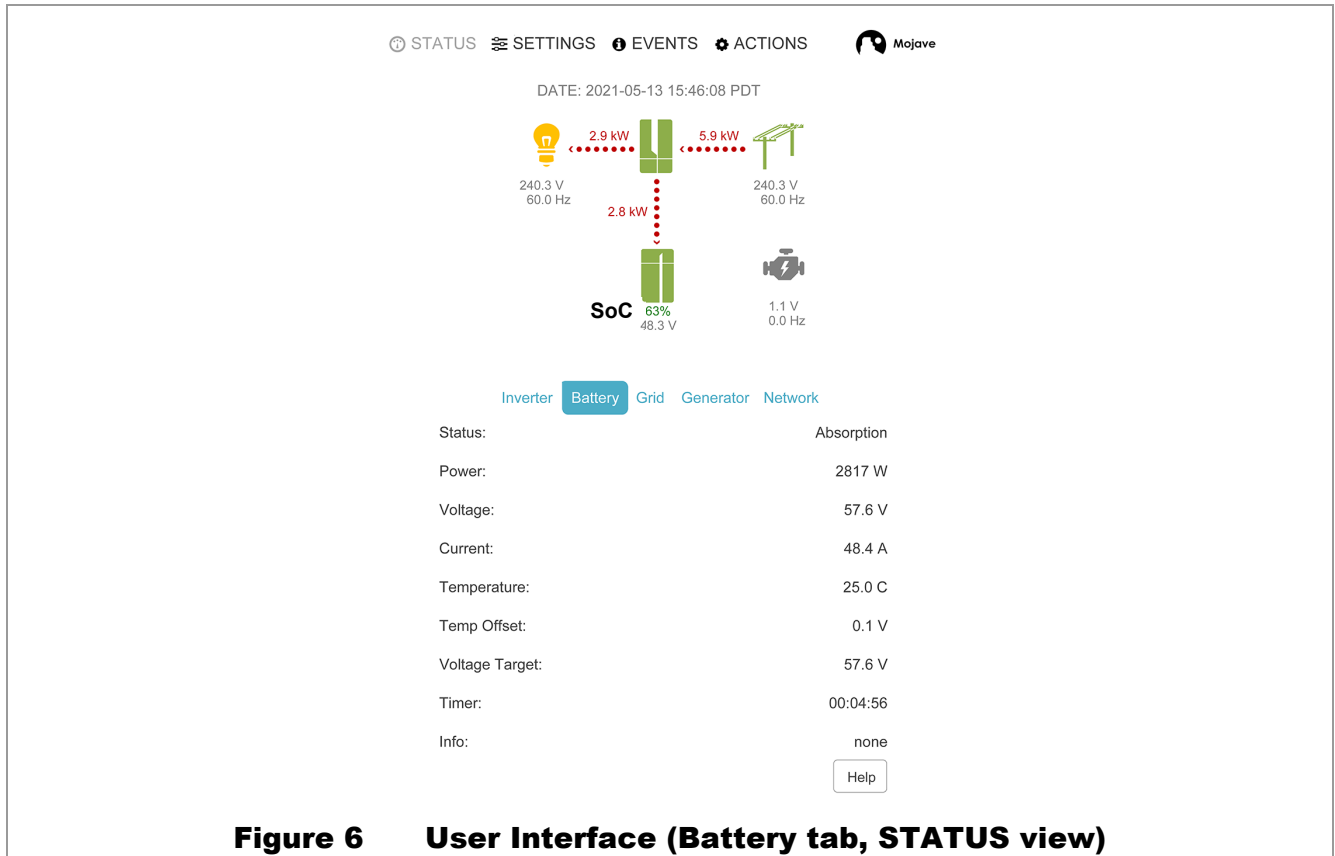 STATUS SETTINGS EVENTS ACTIONS Mojave
DATE: 2021-05-13 15:46:08 PDT
2.9 kW 5.9 kW
240.3 V 240.3 V
60.0 Hz 60.0 Hz
2.8 kW
SoC 63%
48.3 V
1.1 V
0.0 Hz
Inverter Battery Grid Generator Network
Status: Absorption
Power: 2817 W
Voltage: 57.6 V
Current: 48.4 A
Temperature: 25.0 C
Temp Offset: 0.1 V
Voltage Target: 57.6 V
Timer: 00:04:56
Info: none
Help
Figure 6 User Interface (Battery tab, STATUS view)